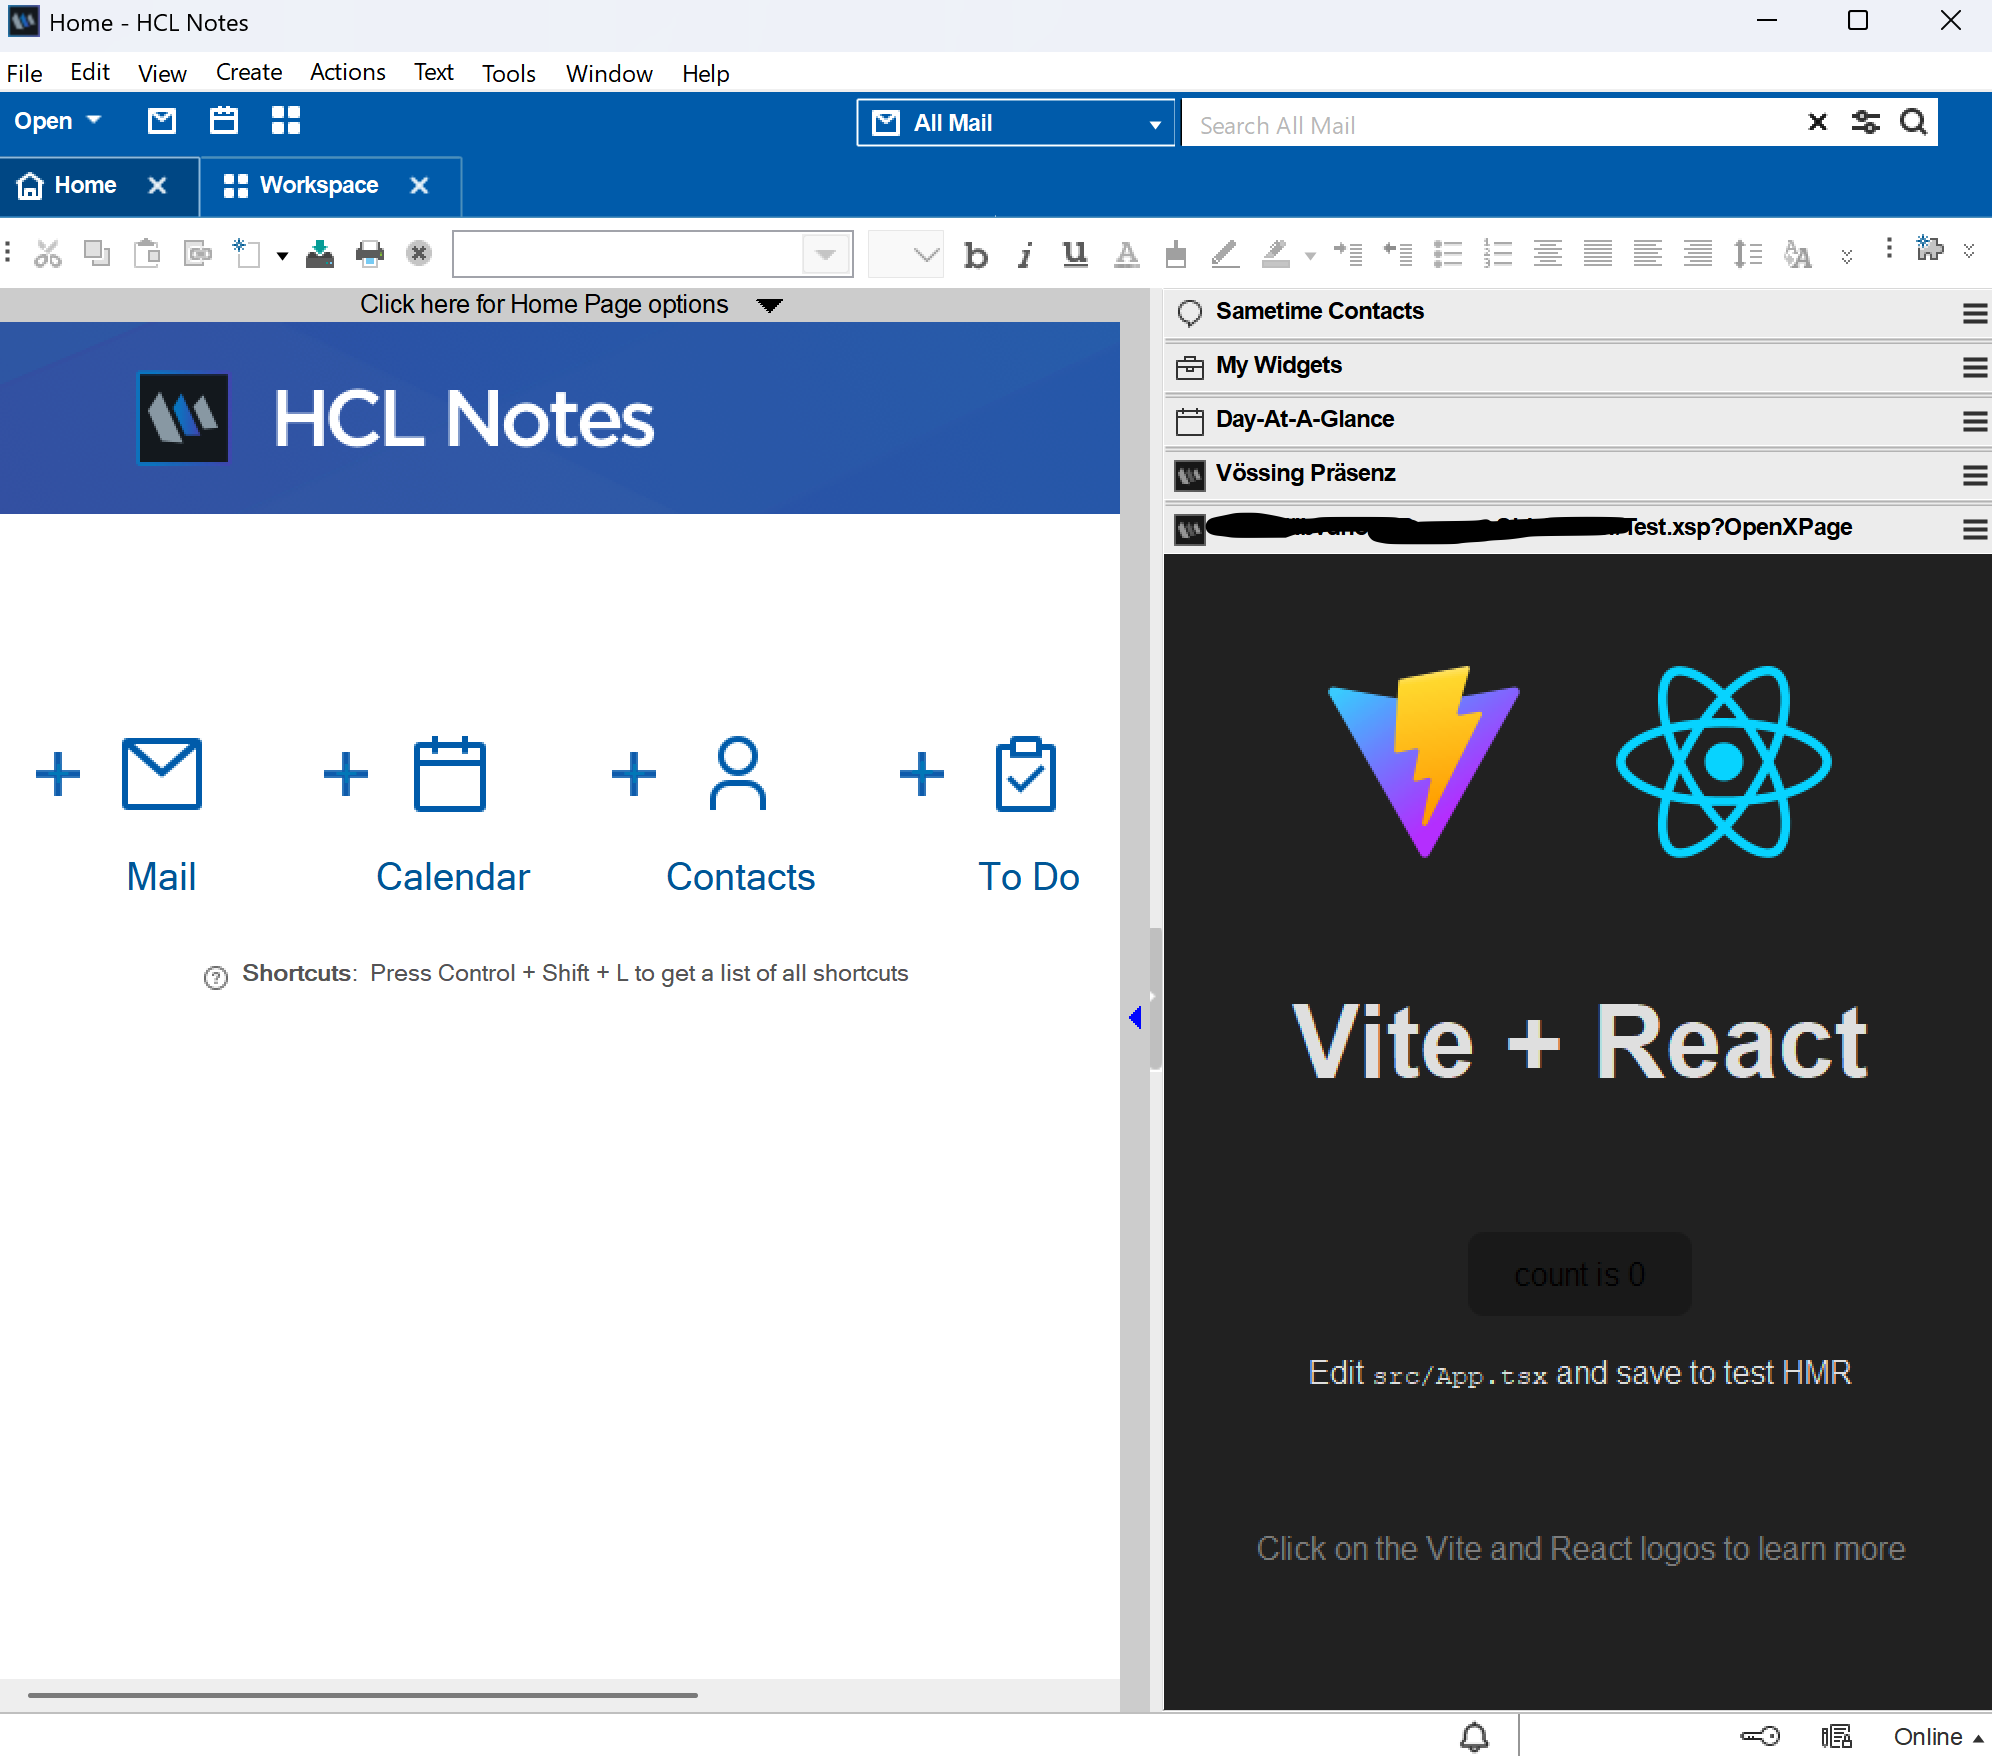 Home - HCL Notes
File Edit View Create Actions Text Tools Window Help
Open All Mail Search All Mail
Home Workspace
Click here for Home Page options
HCL Notes
Mail Calendar Contacts To Do
Shortcuts: Press Control + Shift + L to get a list of all shortcuts
Sametime Contacts
My Widgets
Day-At-A-Glance
Vössing Präsenz
Test.xsp?OpenXPage
Vite + React
count is 0
Edit src/App.tsx and save to test HMR
Click on the Vite and React logos to learn more
Online